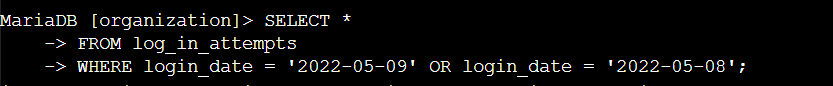 MariaDB [organization]> SELECT *
    -> FROM log_in_attempts
    -> WHERE login_date = '2022-05-09' OR login_date = '2022-05-08';